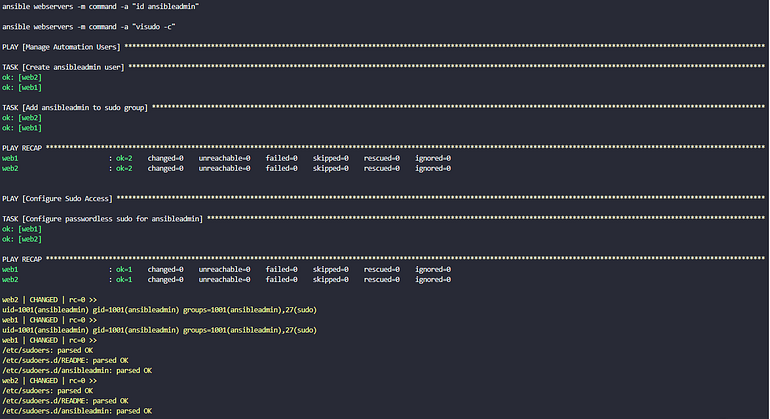 ansible webservers -m command -a "id ansibleadmin"
ansible webservers -m command -a "visudo -c"
PLAY [Manage Automation Users] ****************************************************************************************************************************************************************
TASK [Create ansibleadmin user] ***************************************************************************************************************************************************************
ok: [web2]
ok: [web1]
TASK [Add ansibleadmin to sudo group] *********************************************************************************************************************************************************
ok: [web2]
ok: [web1]
PLAY RECAP ************************************************************************************************************************************************************************************
web1 : ok=2 changed=0 unreachable=0 failed=0 skipped=0 rescued=0 ignored=0
web2 : ok=2 changed=0 unreachable=0 failed=0 skipped=0 rescued=0 ignored=0
PLAY [Configure Sudo Access] ******************************************************************************************************************************************************************
TASK [Configure passwordless sudo for ansibleadmin] *******************************************************************************************************************************************
ok: [web1]
ok: [web2]
PLAY RECAP ************************************************************************************************************************************************************************************
web1 : ok=1 changed=0 unreachable=0 failed=0 skipped=0 rescued=0 ignored=0
web2 : ok=1 changed=0 unreachable=0 failed=0 skipped=0 rescued=0 ignored=0
web2 | CHANGED | rc=0 >>
uid=1001(ansibleadmin) gid=1001(ansibleadmin) groups=1001(ansibleadmin),27(sudo)
web1 | CHANGED | rc=0 >>
uid=1001(ansibleadmin) gid=1001(ansibleadmin) groups=1001(ansibleadmin),27(sudo)
web1 | CHANGED | rc=0 >>
/etc/sudoers: parsed OK
/etc/sudoers.d/README: parsed OK
/etc/sudoers.d/ansibleadmin: parsed OK
web2 | CHANGED | rc=0 >>
/etc/sudoers: parsed OK
/etc/sudoers.d/README: parsed OK
/etc/sudoers.d/ansibleadmin: parsed OK